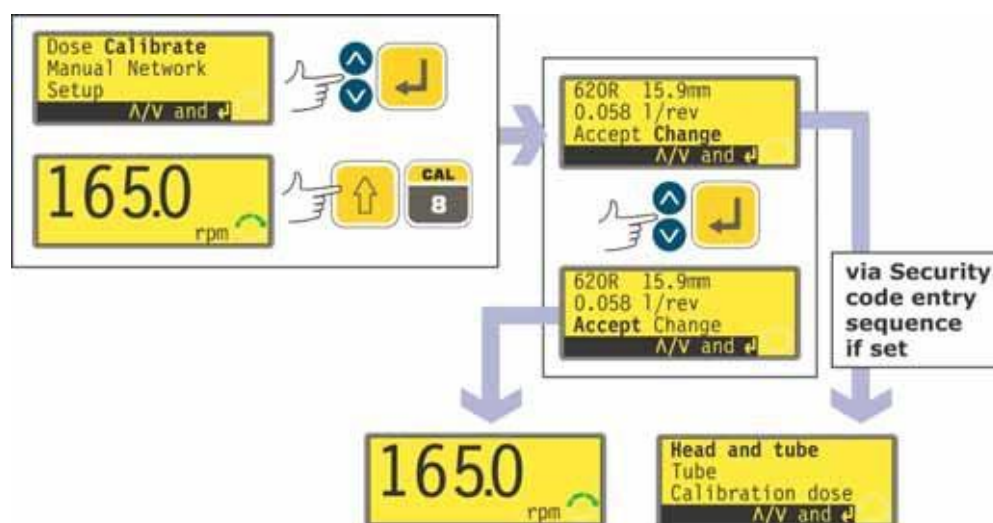 Dose Calibrate
Manual Network
Setup
Λ/V and ↲
165.0
rpm
CAL
8
620R 15.9mm
0.058 l/rev
Accept Change
Λ/V and ↲
620R 15.9mm
0.058 l/rev
Accept Change
Λ/V and ↲
via Security
code entry
sequence
if set
165.0
rpm
Head and tube
Tube
Calibration dose
Λ/V and ↲